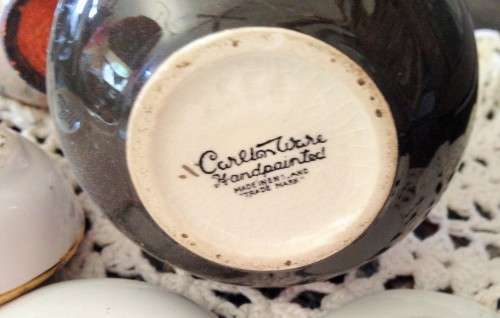 Carlton Ware
Handpainted
MADE IN ENGLAND
"TRADE MARK"